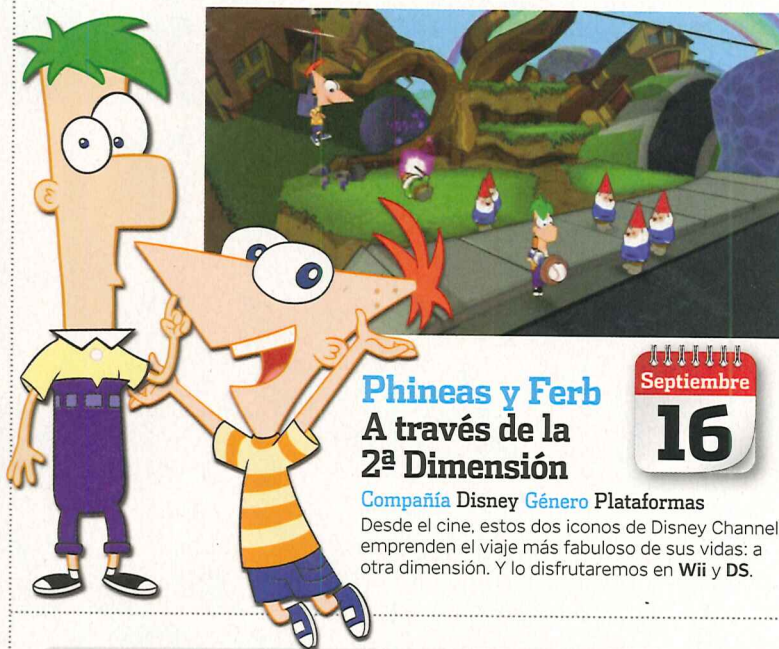 Phineas y Ferb
A través de la
2ª Dimensión
Septiembre
16
Compañía Disney Género Plataformas
Desde el cine, estos dos iconos de Disney Channel
emprenden el viaje más fabuloso de sus vidas: a
otra dimensión. Y lo disfrutaremos en Wii y DS.